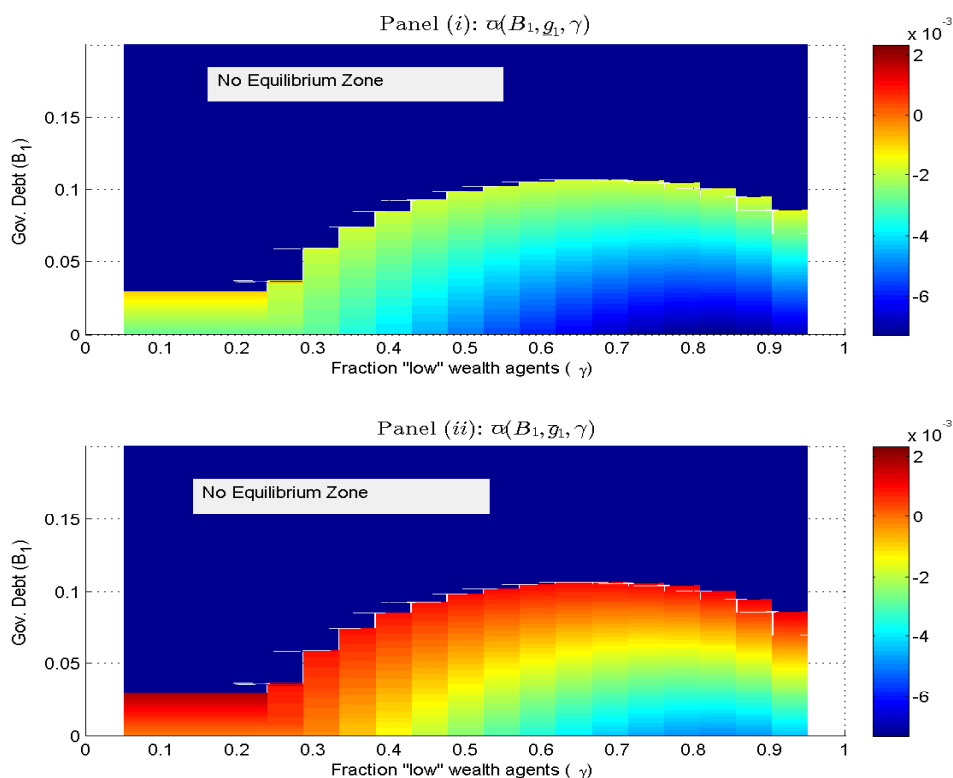 Panel (i): ϖ(B₁, g̲₁, γ)
x 10⁻³
No Equilibrium Zone
Gov. Debt (B₁)
0.15
0.1
0.05
0
2
0
-2
-4
-6
0 0.1 0.2 0.3 0.4 0.5 0.6 0.7 0.8 0.9 1
Fraction "low" wealth agents ( γ)
Panel (ii): ϖ(B₁, g̅₁, γ)
x 10⁻³
No Equilibrium Zone
Gov. Debt (B₁)
0.15
0.1
0.05
0
2
0
-2
-4
-6
0 0.1 0.2 0.3 0.4 0.5 0.6 0.7 0.8 0.9 1
Fraction "low" wealth agents ( γ)